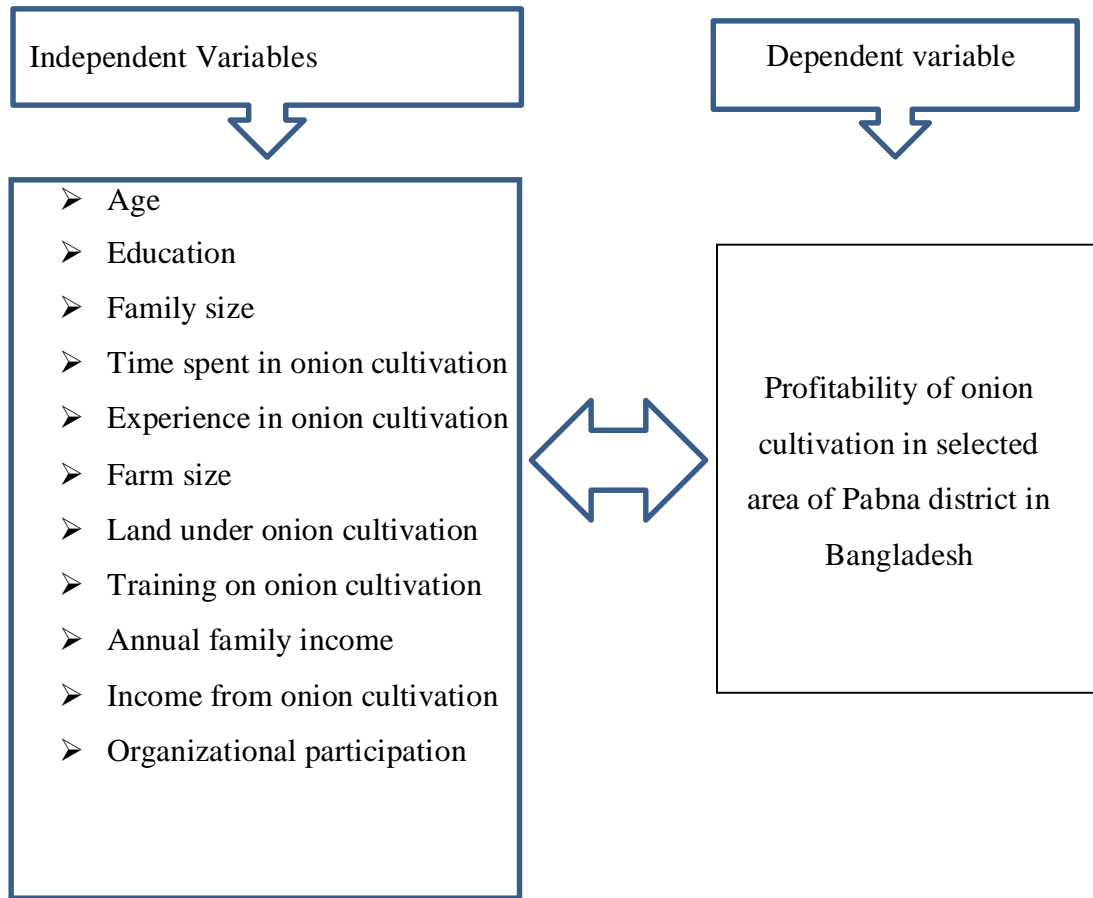 Independent Variables
Dependent variable
Age
Education
Family size
Time spent in onion cultivation
Experience in onion cultivation
Farm size
Land under onion cultivation
Training on onion cultivation
Annual family income
Income from onion cultivation
Organizational participation
Profitability of onion
cultivation in selected
area of Pabna district in
Bangladesh